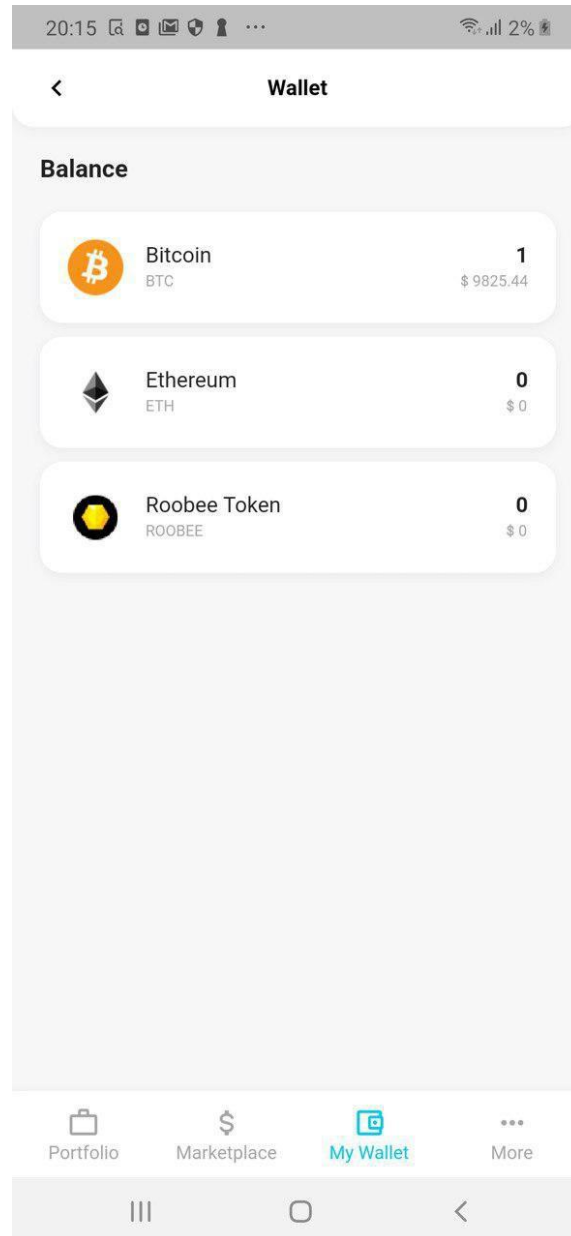 20:15 ... 2%
Wallet
Balance
Bitcoin 1
BTC $ 9825.44
Ethereum 0
ETH $ 0
Roobee Token 0
ROOBEE $ 0
Portfolio Marketplace My Wallet More